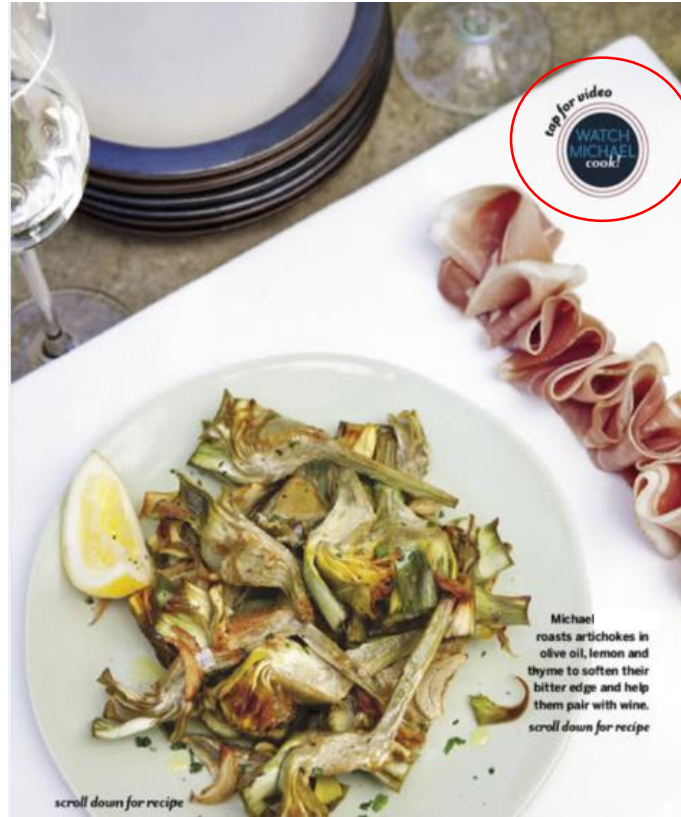 tap for video
WATCH
MICHAEL
cook!
Michael
roasts artichokes in
olive oil, lemon and
thyme to soften their
bitter edge and help
them pair with wine.
scroll down for recipe
scroll down for recipe